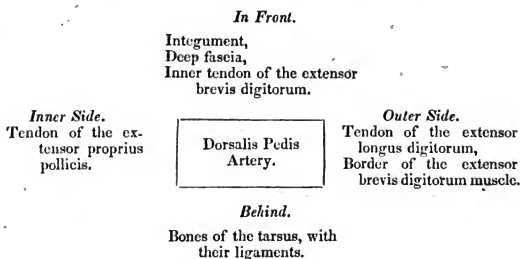 In Front.
Integument,
Deep fascia,
Inner tendon of the extensor
brevis digitorum.
Inner Side.
Tendon of the ex-
tensor proprius
pollicis.
Dorsalis Pedis
Artery.
Outer Side.
Tendon of the extensor
longus digitorum,
Border of the extensor
brevis digitorum muscle.
Behind.
Bones of the tarsus, with
their ligaments.